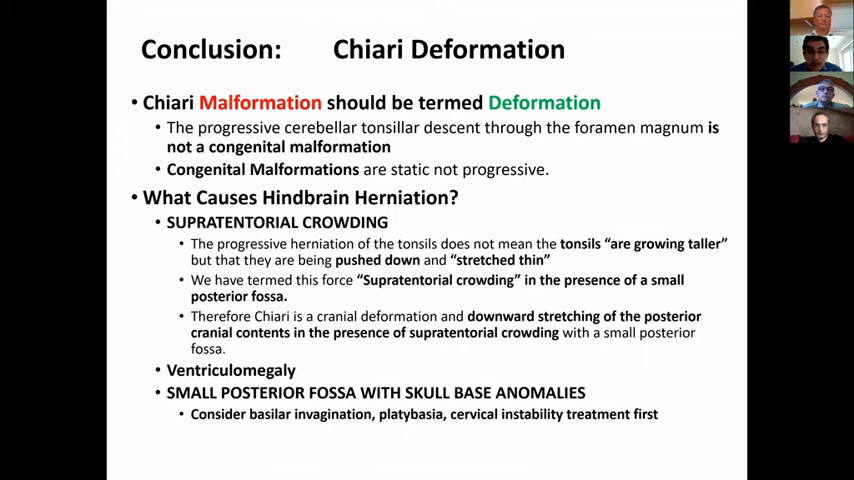 Conclusion: Chiari Deformation
• Chiari Malformation should be termed Deformation
• The progressive cerebellar tonsillar descent through the foramen magnum is
not a congenital malformation
• Congenital Malformations are static not progressive.
• What Causes Hindbrain Herniation?
• SUPRATENTORIAL CROWDING
• The progressive herniation of the tonsils does not mean the tonsils “are growing taller”
but that they are being pushed down and “stretched thin”
• We have termed this force “Supratentorial crowding” in the presence of a small
posterior fossa.
• Therefore Chiari is a cranial deformation and downward stretching of the posterior
cranial contents in the presence of supratentorial crowding with a small posterior
fossa.
• Ventriculomegaly
• SMALL POSTERIOR FOSSA WITH SKULL BASE ANOMALIES
• Consider basilar invagination, platybasia, cervical instability treatment first